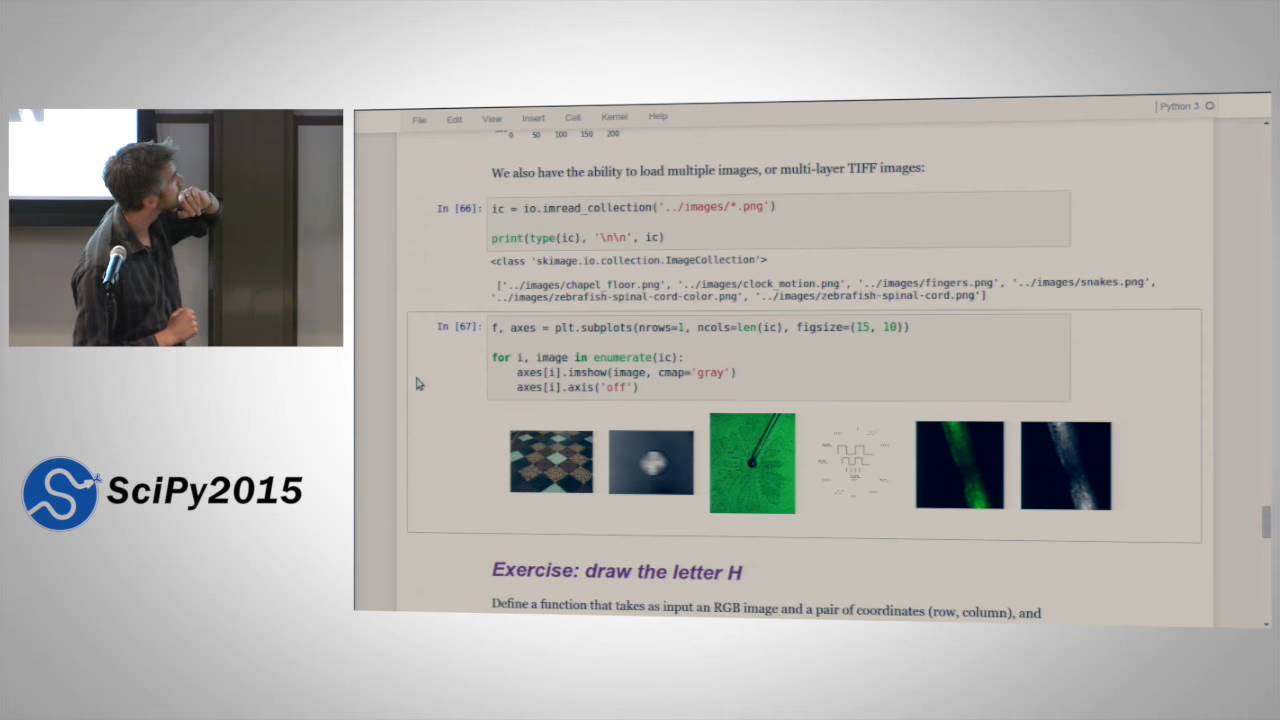 File Edit View Insert Cell Kernel Help
Python 3
0 50 100 150 200
We also have the ability to load multiple images, or multi-layer TIFF images:
In [66]: ic = io.imread_collection('../images/*.png')
print(type(ic), '\n\n', ic)
<class 'skimage.io.collection.ImageCollection'>
['../images/chapel_floor.png', '../images/clock_motion.png', '../images/fingers.png', '../images/snakes.png',
'../images/zebrafish-spinal-cord-color.png', '../images/zebrafish-spinal-cord.png']
In [67]: f, axes = plt.subplots(nrows=1, ncols=len(ic), figsize=(15, 10))
for i, image in enumerate(ic):
axes[i].imshow(image, cmap='gray')
axes[i].axis('off')
SciPy2015
Exercise: draw the letter H
Define a function that takes as input an RGB image and a pair of coordinates (row, column), and